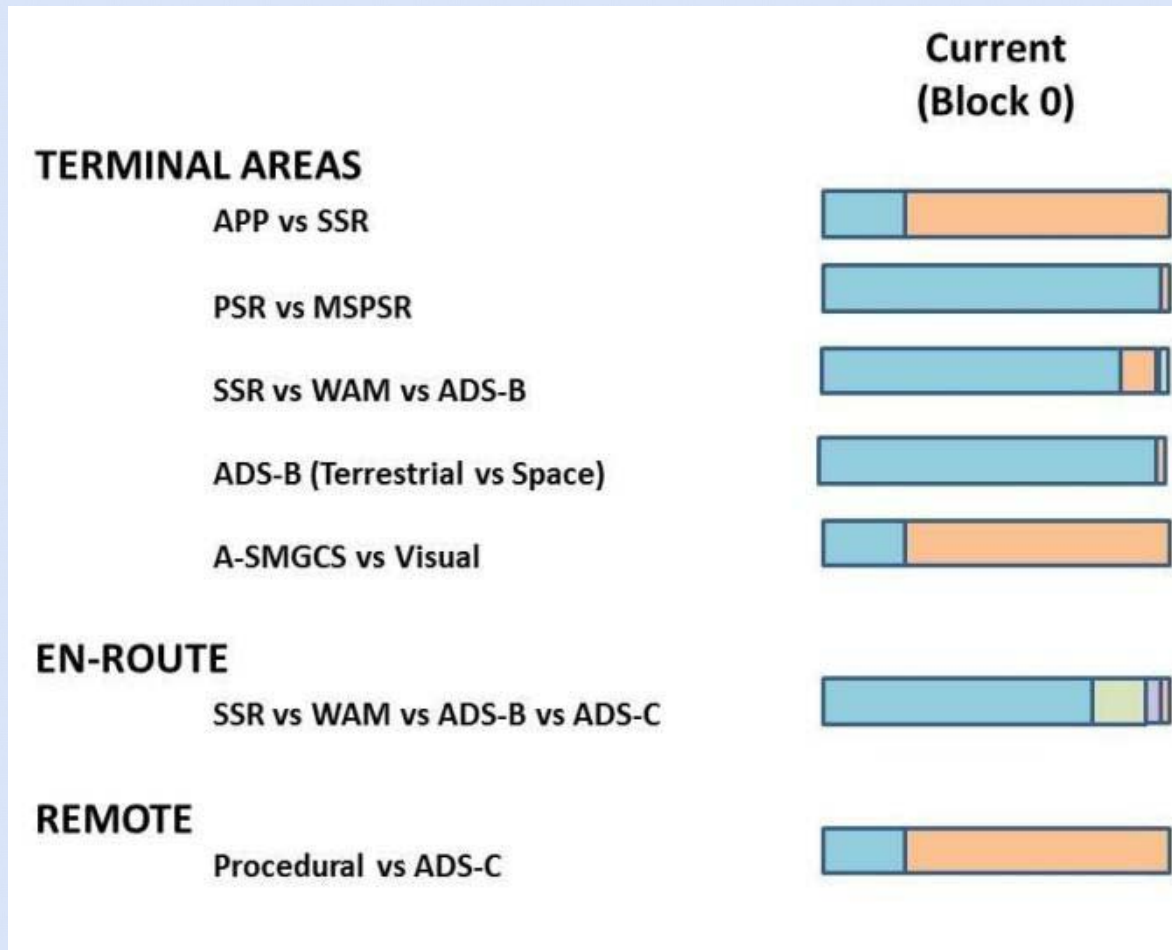 Current
(Block 0)
TERMINAL AREAS
APP vs SSR
PSR vs MSPSR
SSR vs WAM vs ADS-B
ADS-B (Terrestrial vs Space)
A-SMGCS vs Visual
EN-ROUTE
SSR vs WAM vs ADS-B vs ADS-C
REMOTE
Procedural vs ADS-C